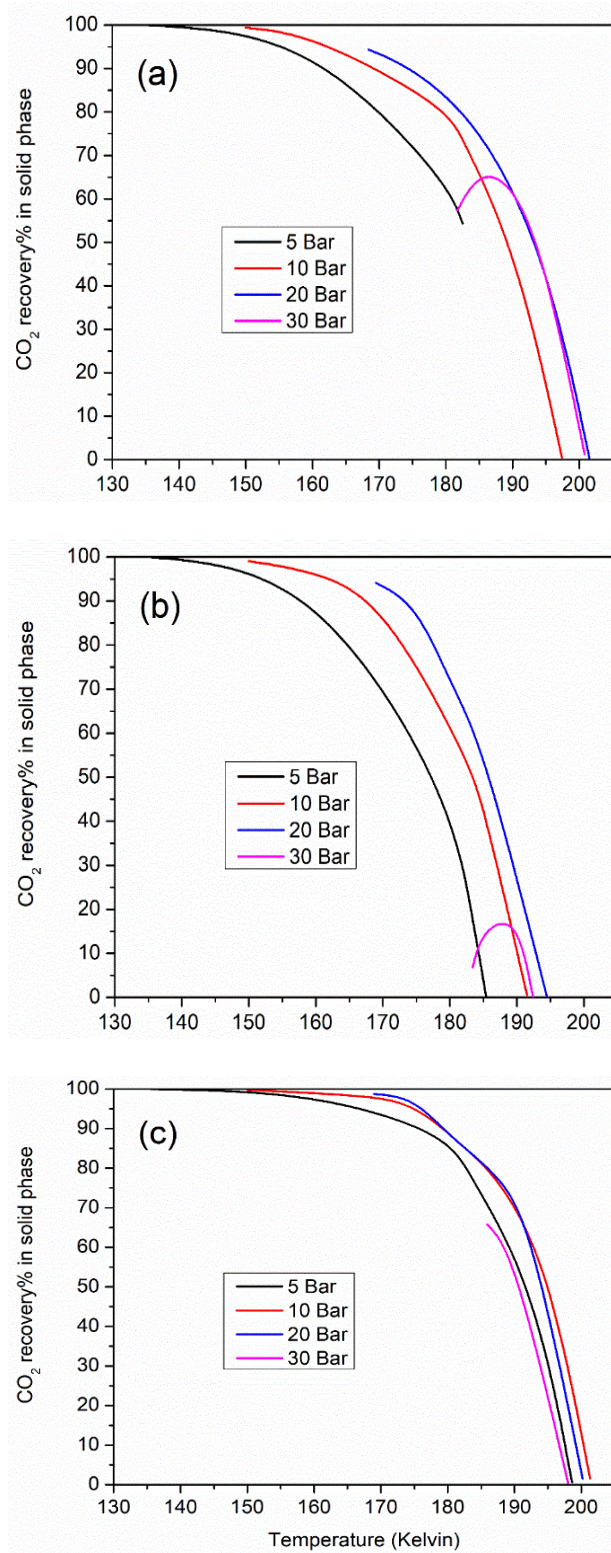 (a)
CO₂ recovery% in solid phase
100
90
80
70
60
50
40
30
20
10
0
5 Bar
10 Bar
20 Bar
30 Bar
130 140 150 160 170 180 190 200
(b)
CO₂ recovery% in solid phase
100
90
80
70
60
50
40
30
20
10
0
5 Bar
10 Bar
20 Bar
30 Bar
130 140 150 160 170 180 190 200
(c)
CO₂ recovery% in solid phase
100
90
80
70
60
50
40
30
20
10
0
5 Bar
10 Bar
20 Bar
30 Bar
130 140 150 160 170 180 190 200
Temperature (Kelvin)